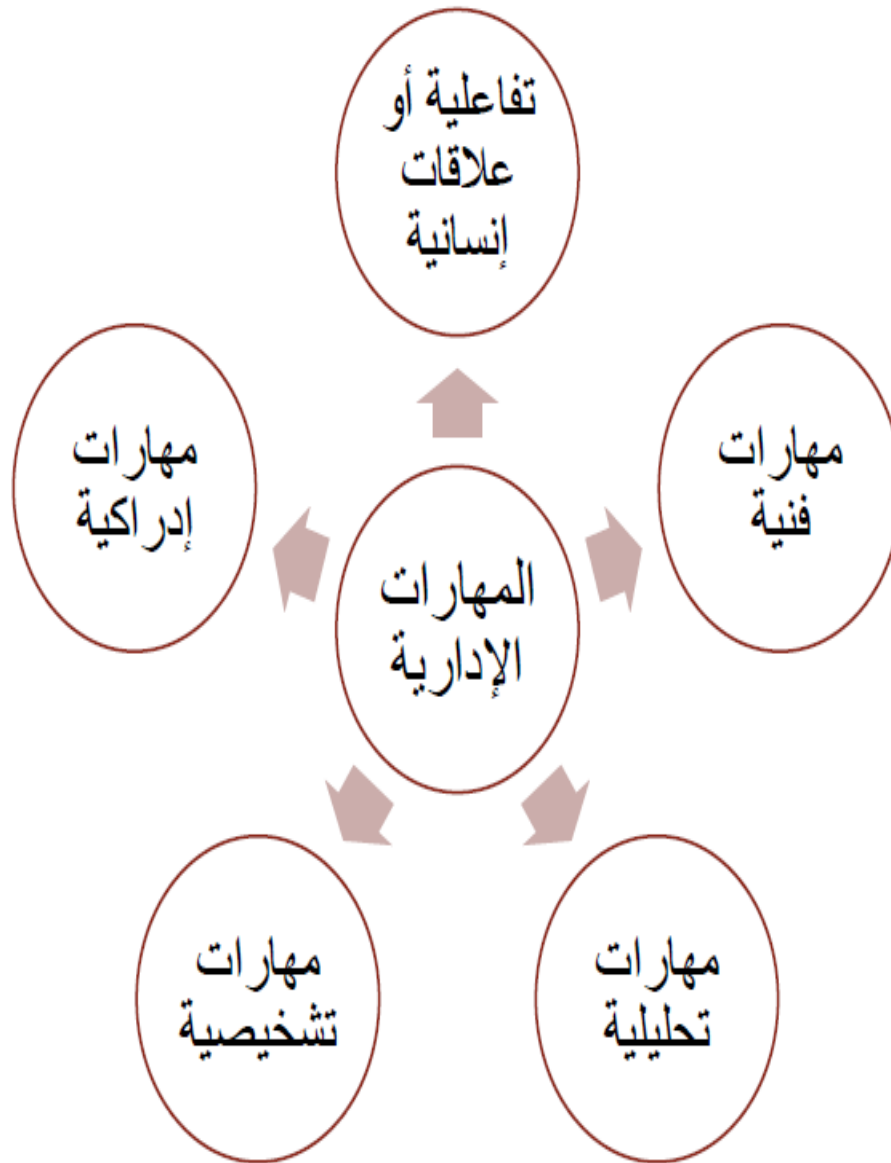 تفاعلية أو
علاقات
إنسانية
مهارات
فنية
مهارات
إدراكية
المهارات
الإدارية
مهارات
تحليلية
مهارات
تشخيصية